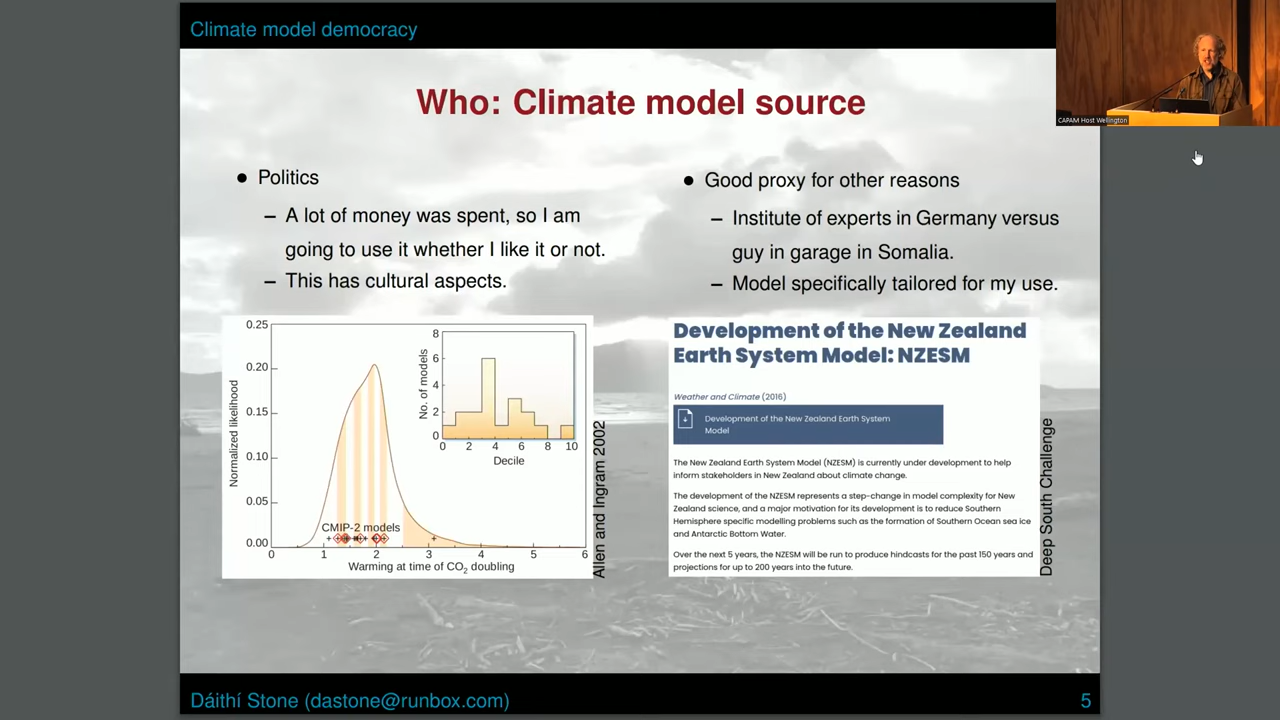 Climate model democracy
CAPAM Host Wellington
Who: Climate model source
• Politics
– A lot of money was spent, so I am
going to use it whether I like it or not.
– This has cultural aspects.
• Good proxy for other reasons
– Institute of experts in Germany versus
guy in garage in Somalia.
– Model specifically tailored for my use.
0.25
0.20
0.15
0.10
0.05
0.00
Normalized likelihood
0 1 2 3 4 5 6
Warming at time of CO₂ doubling
CMIP-2 models
8
6
4
2
0
No. of models
0 2 4 6 8 10
Decile
Allen and Ingram 2002
Development of the New Zealand
Earth System Model: NZESM
Weather and Climate (2016)
Development of the New Zealand Earth System
Model
The New Zealand Earth System Model (NZESM) is currently under development to help
inform stakeholders in New Zealand about climate change.
The development of the NZESM represents a step-change in model complexity for New
Zealand science, and a major motivation for its development is to reduce Southern
Hemisphere specific modelling problems such as the formation of Southern Ocean sea ice
and Antarctic Bottom Water.
Over the next 5 years, the NZESM will be run to produce hindcasts for the past 150 years and
projections for up to 200 years into the future.
Deep South Challenge
Dáithí Stone (dastone@runbox.com)
5